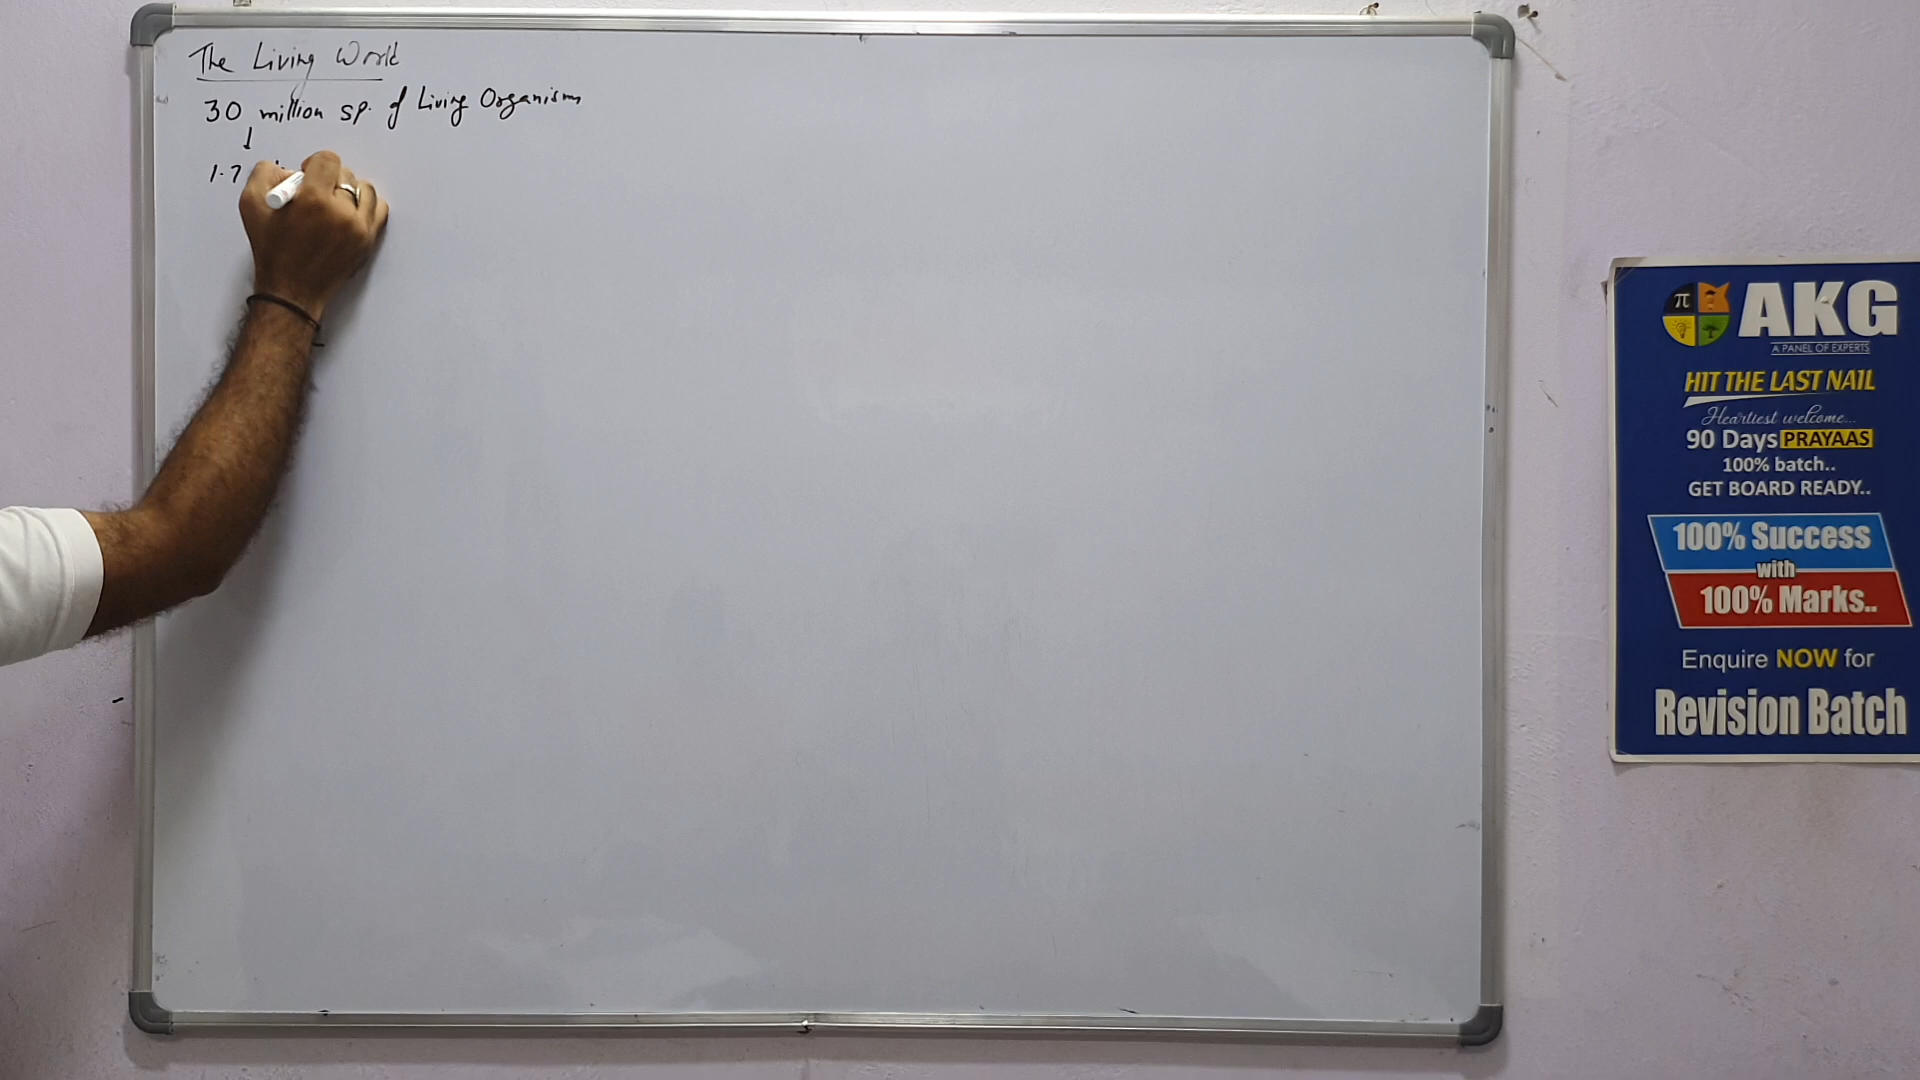 The Living World
30 million sp. of Living Organisms
1.7
π
AKG
A PANEL OF EXPERTS
HIT THE LAST NAIL
Heartiest welcome...
90 Days PRAYAAS
100% batch..
GET BOARD READY..
100% Success
with
100% Marks..
Enquire NOW for
Revision Batch